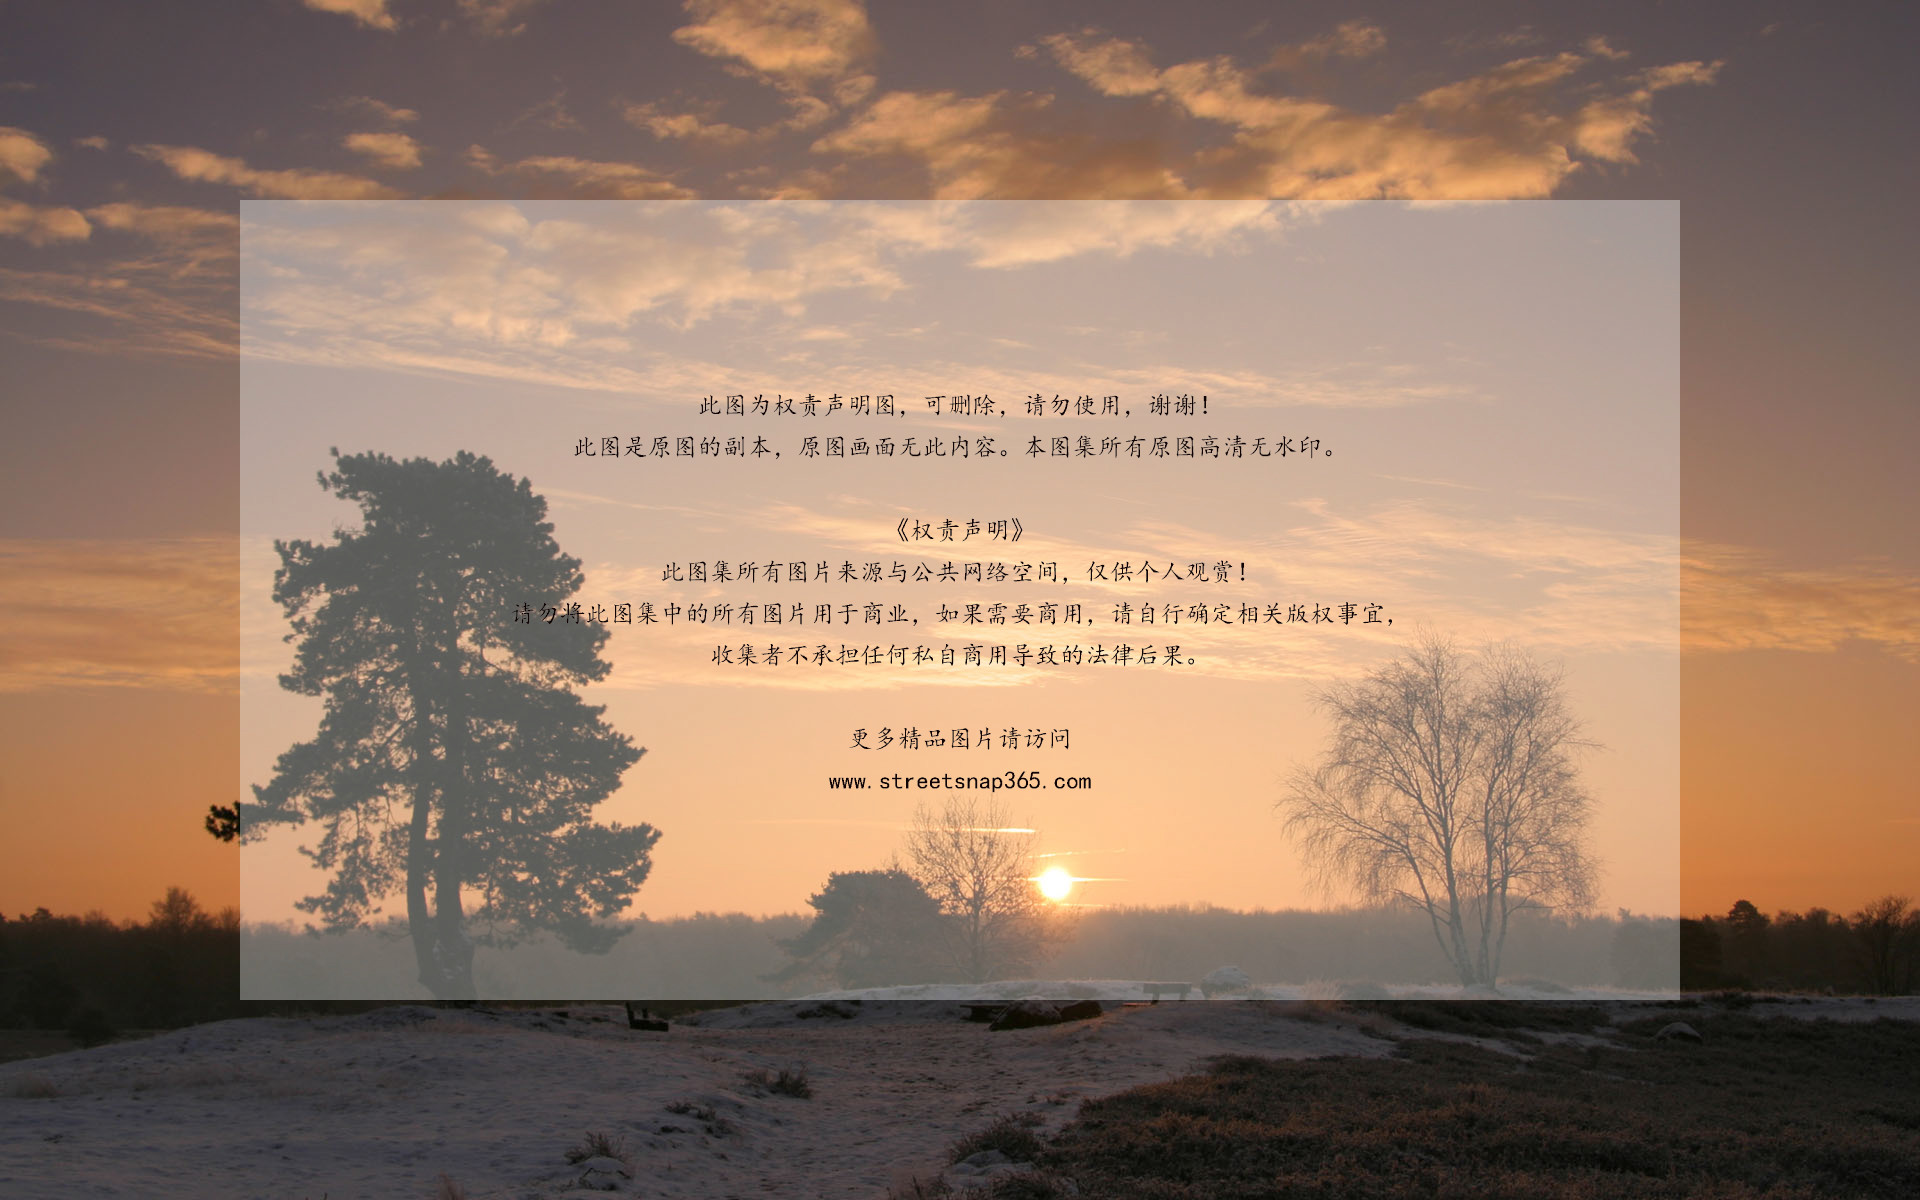 此图为权责声明图，可删除，请勿使用，谢谢！
此图是原图的副本，原图画面无此内容。本图集所有原图高清无水印。
《权责声明》
此图集所有图片来源与公共网络空间，仅供个人观赏！
请勿将此图集中的所有图片用于商业，如果需要商用，请自行确定相关版权事宜，
收集者不承担任何私自商用导致的法律后果。
更多精品图片请访问
www.streetsnap365.com